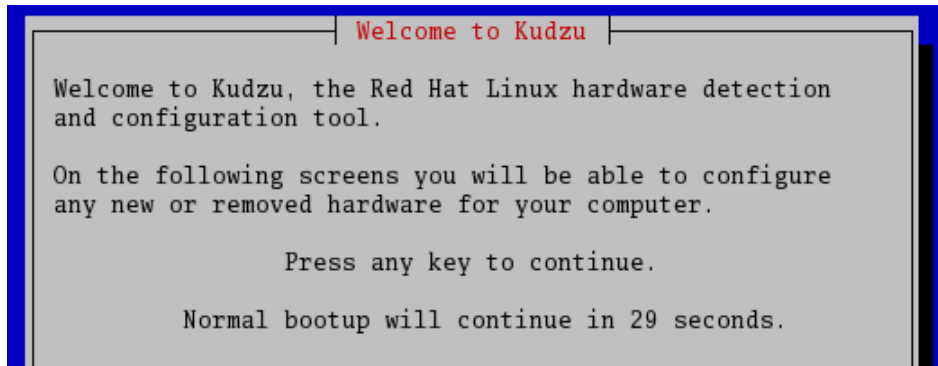 Welcome to Kudzu
Welcome to Kudzu, the Red Hat Linux hardware detection
and configuration tool.
On the following screens you will be able to configure
any new or removed hardware for your computer.
Press any key to continue.
Normal bootup will continue in 29 seconds.